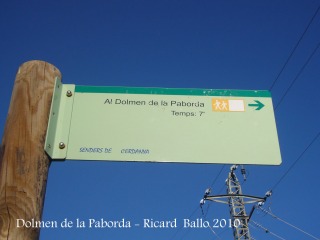 Al Dolmen de la Paborda
Temps: 7'
SENDERS DE CERDANYA
Dolmen de la Paborda - Ricard Ballo 2010